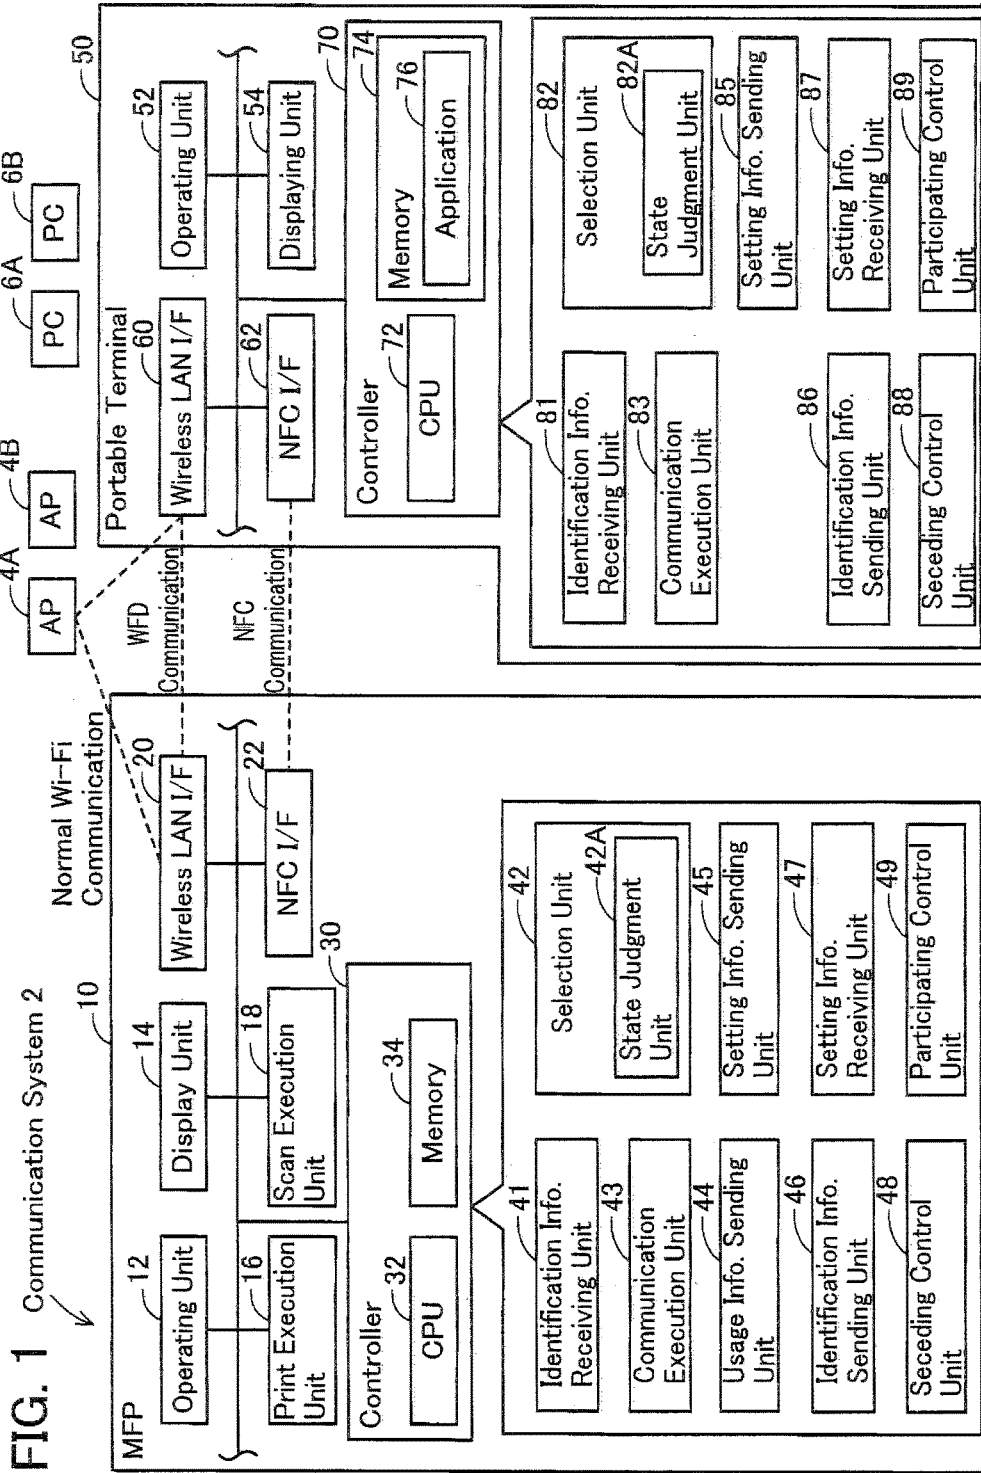 FIG. 1
Communication System 2
MFP
10
Operating Unit
12
Display Unit
14
Print Execution
Unit
16
Scan Execution
Unit
18
Wireless LAN I/F
20
NFC I/F
22
Controller
30
CPU
32
Memory
34
Identification Info.
Receiving Unit
41
Selection Unit
42
State Judgment
Unit
42A
Communication
Execution Unit
43
Usage Info. Sending
Unit
44
Setting Info. Sending
Unit
45
Identification Info.
Sending Unit
46
Setting Info.
Receiving Unit
47
Seceding Control
Unit
48
Participating Control
Unit
49
Normal Wi-Fi
Communication
WFD
Communication
NFC
Communication
AP
4A
AP
4B
PC
6A
PC
6B
Portable Terminal
50
Wireless LAN I/F
60
Operating Unit
52
NFC I/F
62
Displaying Unit
54
Controller
70
CPU
72
Memory
74
Application
76
Identification Info.
Receiving Unit
81
Selection Unit
82
State
Judgment Unit
82A
Communication
Execution Unit
83
Setting Info. Sending
Unit
85
Identification Info.
Sending Unit
86
Setting Info.
Receiving Unit
87
Seceding Control
Unit
88
Participating Control
Unit
89